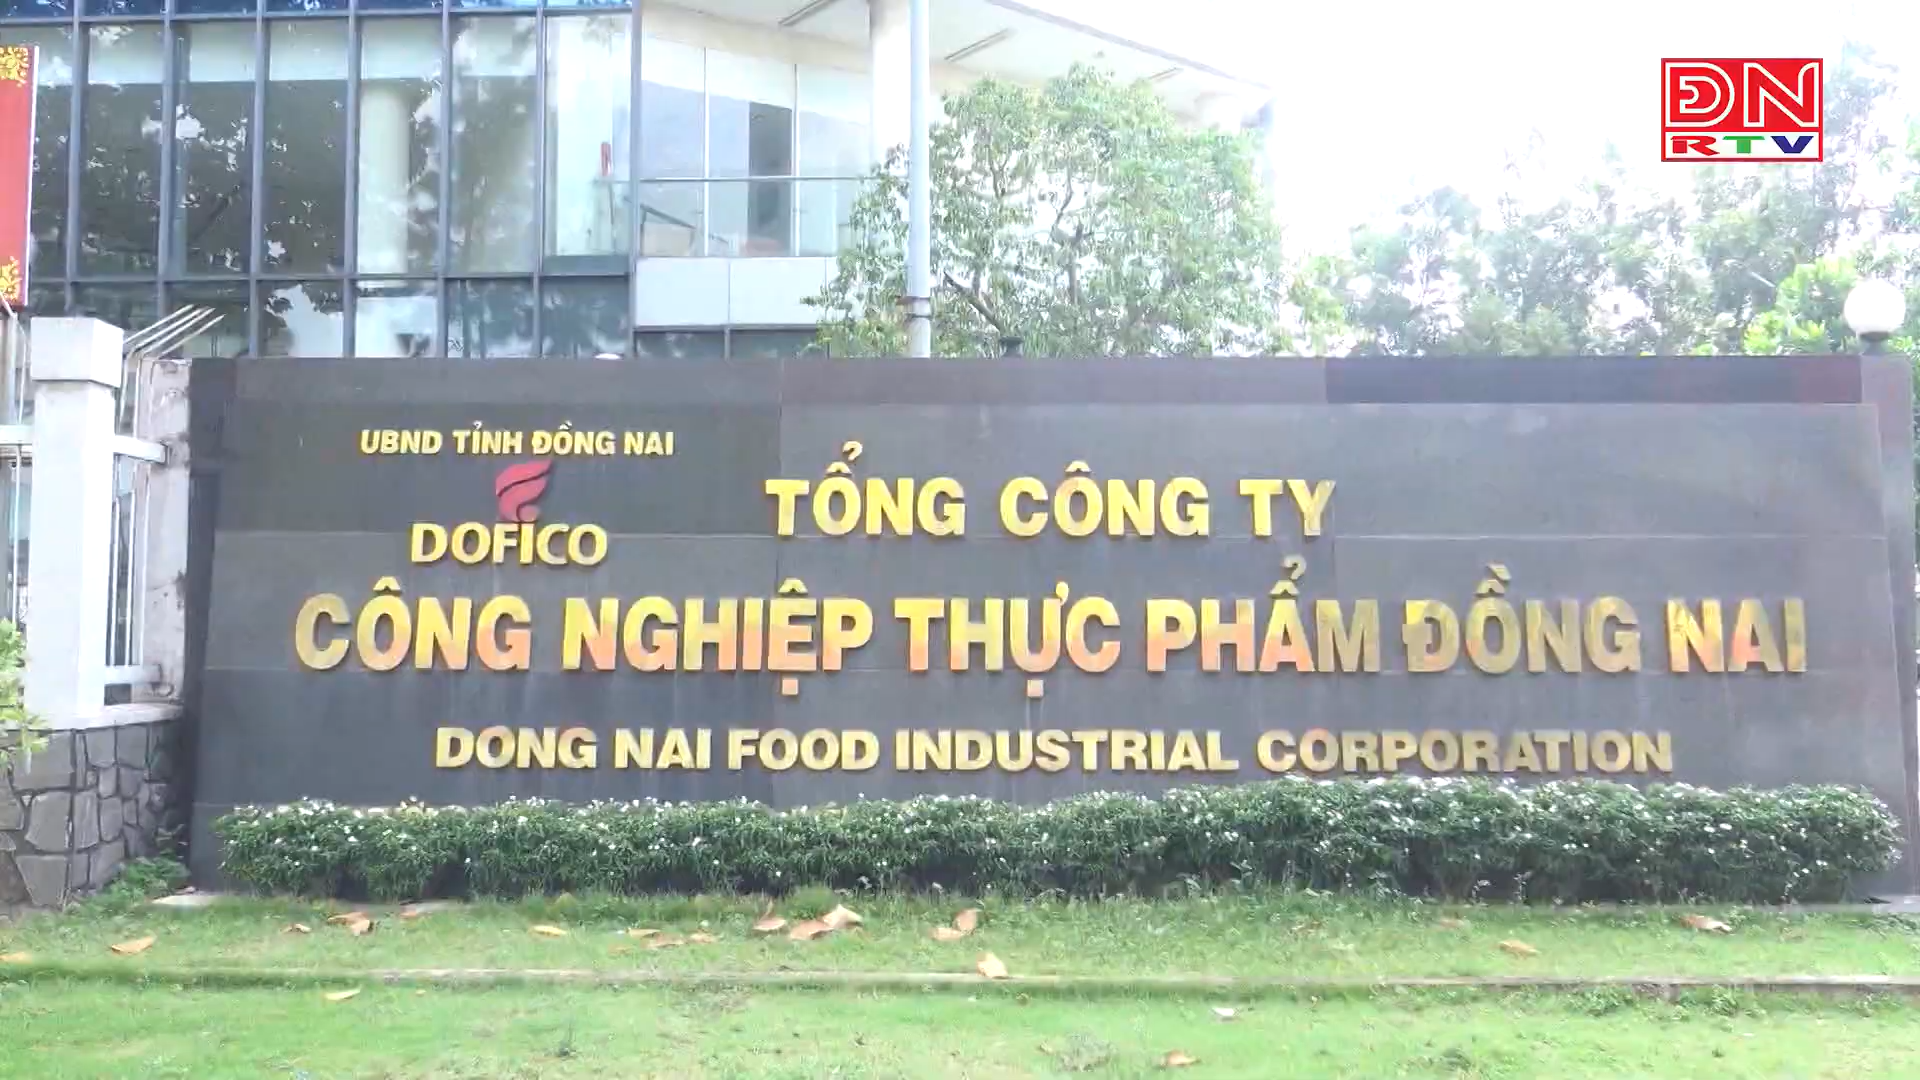 ĐN
RTV
UBND TỈNH ĐỒNG NAI
DOFICO
TỔNG CÔNG TY
CÔNG NGHIỆP THỰC PHẨM ĐỒNG NAI
DONG NAI FOOD INDUSTRIAL CORPORATION